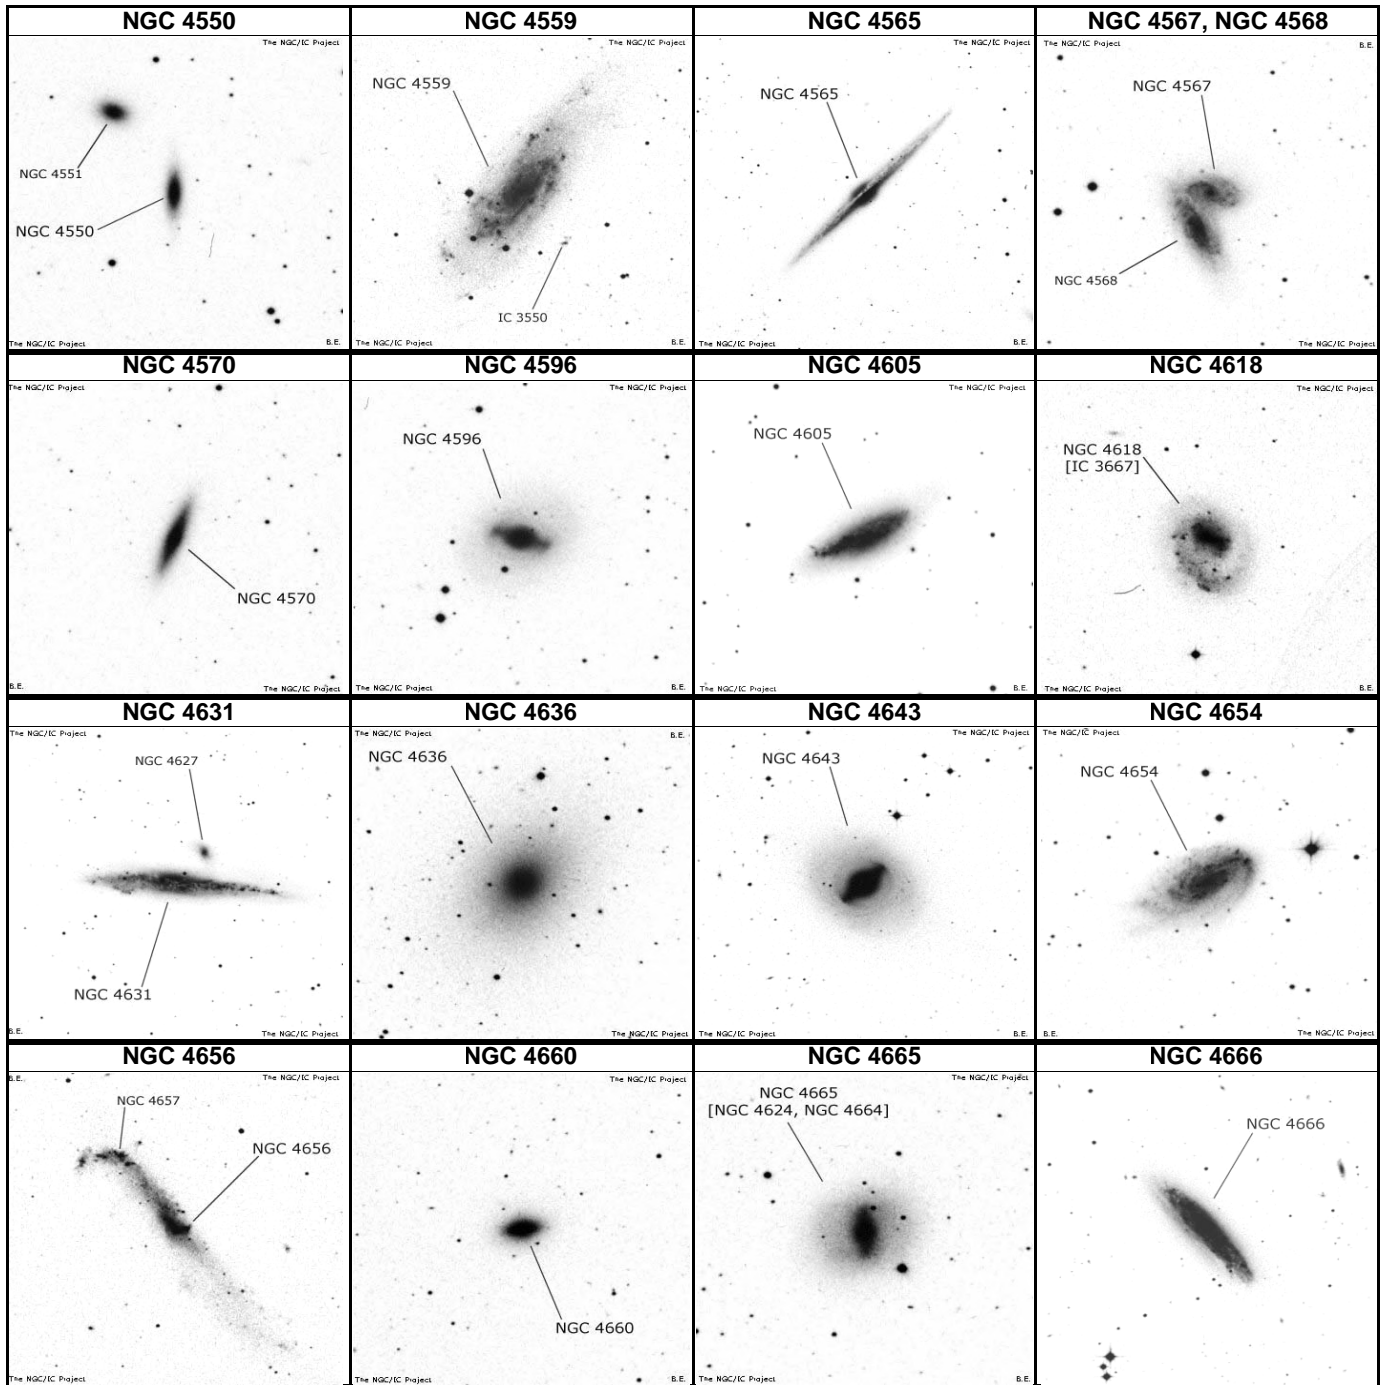 NGC 4550
The NGC/IC Project
NGC 4551
NGC 4550
The NGC/IC Project
B.E.
NGC 4559
The NGC/IC Project
NGC 4559
IC 3550
The NGC/IC Project
B.E.
NGC 4565
The NGC/IC Project
NGC 4565
The NGC/IC Project
B.E.
NGC 4567, NGC 4568
The NGC/IC Project
B.E.
NGC 4567
NGC 4568
The NGC/IC Project
NGC 4570
The NGC/IC Project
NGC 4570
B.E.
The NGC/IC Project
NGC 4596
The NGC/IC Project
NGC 4596
The NGC/IC Project
B.E.
NGC 4605
The NGC/IC Project
NGC 4605
The NGC/IC Project
B.E.
NGC 4618
The NGC/IC Project
NGC 4618
[IC 3667]
The NGC/IC Project
B.E.
NGC 4631
The NGC/IC Project
NGC 4627
NGC 4631
B.E.
The NGC/IC Project
NGC 4636
B.E.
NGC 4636
The NGC/IC Project
NGC 4643
The NGC/IC Project
NGC 4643
The NGC/IC Project
B.E.
NGC 4654
The NGC/IC Project
NGC 4654
B.E.
The NGC/IC Project
NGC 4656
B.E.
The NGC/IC Project
NGC 4657
NGC 4656
The NGC/IC Project
NGC 4660
The NGC/IC Project
NGC 4660
B.E.
NGC 4665
The NGC/IC Project
NGC 4665
[NGC 4624, NGC 4664]
The NGC/IC Project
B.E.
NGC 4666
NGC 4666